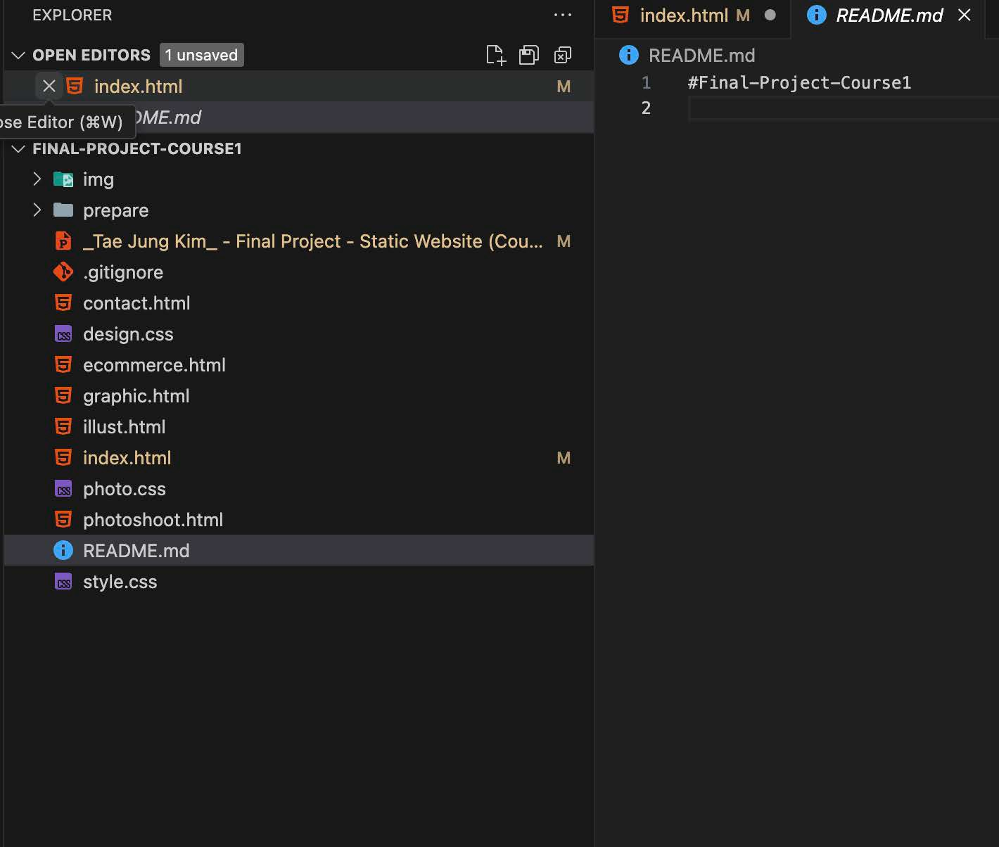 EXPLORER
OPEN EDITORS 1 unsaved
index.html M
DME.md
ose Editor (⌘W)
FINAL-PROJECT-COURSE1
img
prepare
_Tae Jung Kim_ - Final Project - Static Website (Cou... M
.gitignore
contact.html
design.css
ecommerce.html
graphic.html
illust.html
index.html M
photo.css
photoshoot.html
README.md
style.css
index.html M
README.md
README.md
1 #Final-Project-Course1
2